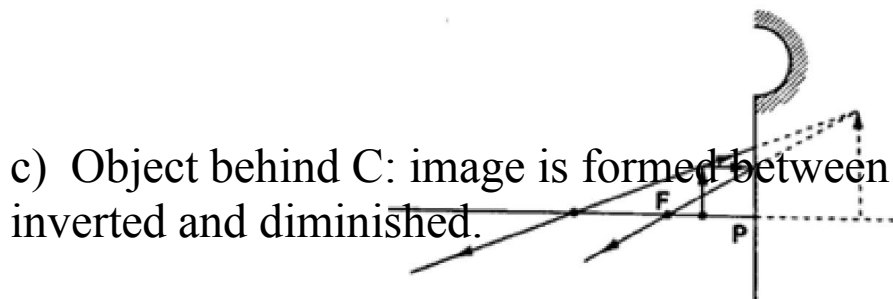 c) Object behind C: image is formed between
inverted and diminished.
F
P